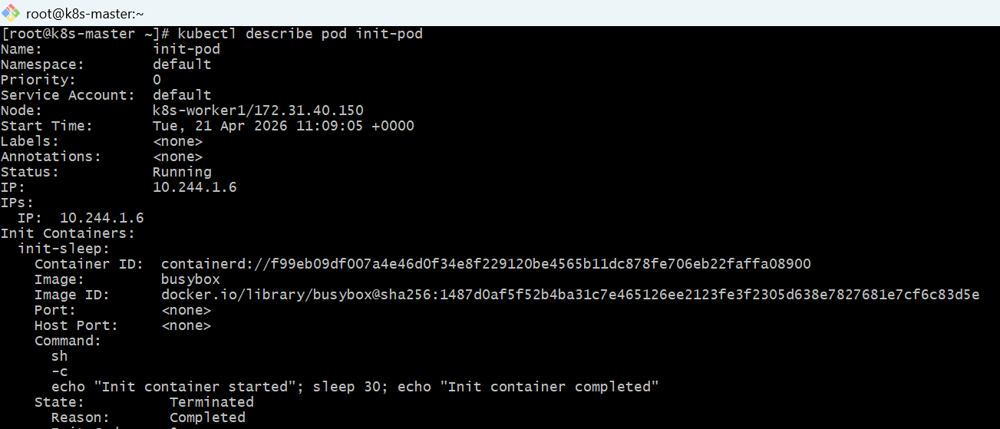 root@k8s-master:~
[root@k8s-master ~]# kubectl describe pod init-pod
Name:             init-pod
Namespace:        default
Priority:         0
Service Account:  default
Node:             k8s-worker1/172.31.40.150
Start Time:       Tue, 21 Apr 2026 11:09:05 +0000
Labels:           <none>
Annotations:      <none>
Status:           Running
IP:               10.244.1.6
IPs:
  IP:  10.244.1.6
Init Containers:
  init-sleep:
    Container ID:  containerd://f99eb09df007a4e46d0f34e8f229120be4565b11dc878fe706eb22faffa08900
    Image:         busybox
    Image ID:      docker.io/library/busybox@sha256:1487d0af5f52b4ba31c7e465126ee2123fe3f2305d638e7827681e7cf6c83d5e
    Port:          <none>
    Host Port:     <none>
    Command:
      sh
      -c
      echo "Init container started"; sleep 30; echo "Init container completed"
    State:          Terminated
      Reason:       Completed